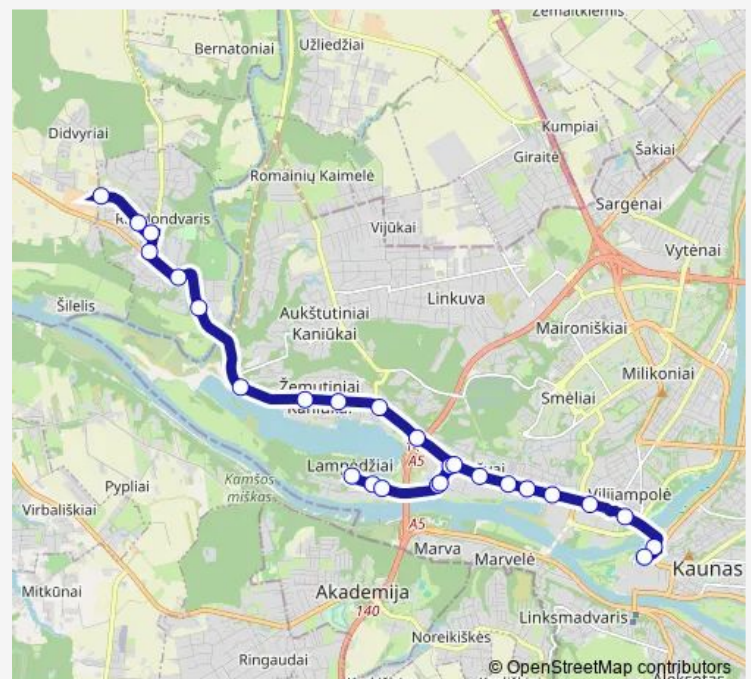 Žemaitkiemis
Bernatoniai
Užliedžiai
Didvyriai
Kumpiai
Giraitė
Šakiai
Romainių Kaimelė
Sargėnai
Vijūkai
Vytėnai
Šilelis
Linkuva
Aukštutiniai
Kaniūkai
Maironiškiai
Milikoniai
Žemutiniai
Kaniūkai
Smėliai
Lampėdžiai
A5
Kamšos
miškas
Pypliai
Vilijampolė
Virbališkiai
A5
Marva
Marvelė
Kaunas
Mitkūnai
Akademija
140
Linksmadvaris
Noreikiškės
Ringaudai
© OpenStreetMap contributors